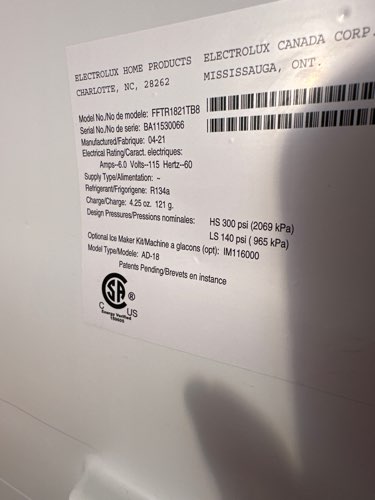 ELECTROLUX HOME PRODUCTS ELECTROLUX CANADA CORP.
CHARLOTTE, NC, 28262 MISSISSAUGA, ONT.
Model No./No de modele: FFTR1821TB8
Serial No./No de serie: BA11530066
Manufactured/Fabrique: 04-21
Electrical Rating/Caract. electriques:
Amps-6.0 Volts-115 Hertz-60
Supply Type/Alimentation: ~
Refrigerant/Frigorigene: R134a
Charge/Charge: 4.25 oz. 121 g.
Design Pressures/Pressions nominales: HS 300 psi (2069 kPa)
LS 140 psi ( 965 kPa)
Optional Ice Maker Kit/Machine a glacons (opt): IM116000
Model Type/Modele: AD-18
Patents Pending/Brevets en instance
SA ®
C US
Energy Verified